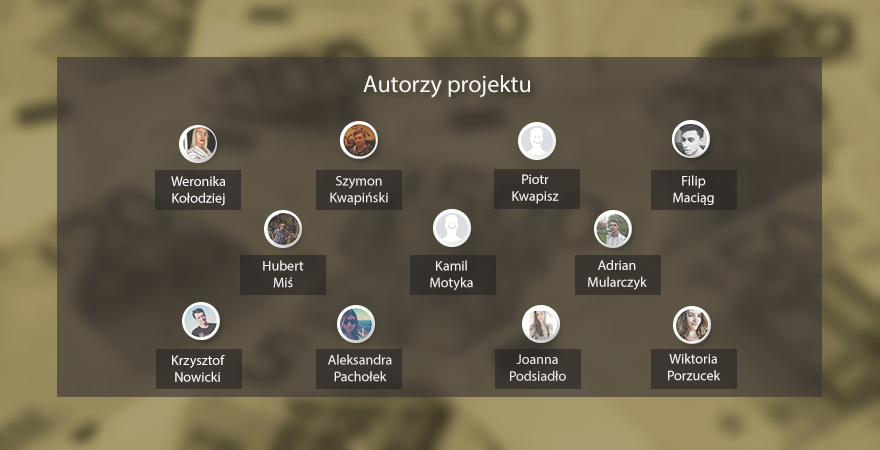 Autorzy projektu
Weronika
Kołodziej
Szymon
Kwapiński
Piotr
Kwapisz
Filip
Maciąg
Hubert
Miś
Kamil
Motyka
Adrian
Mularczyk
Krzysztof
Nowicki
Aleksandra
Pachołek
Joanna
Podsiadło
Wiktoria
Porzucek